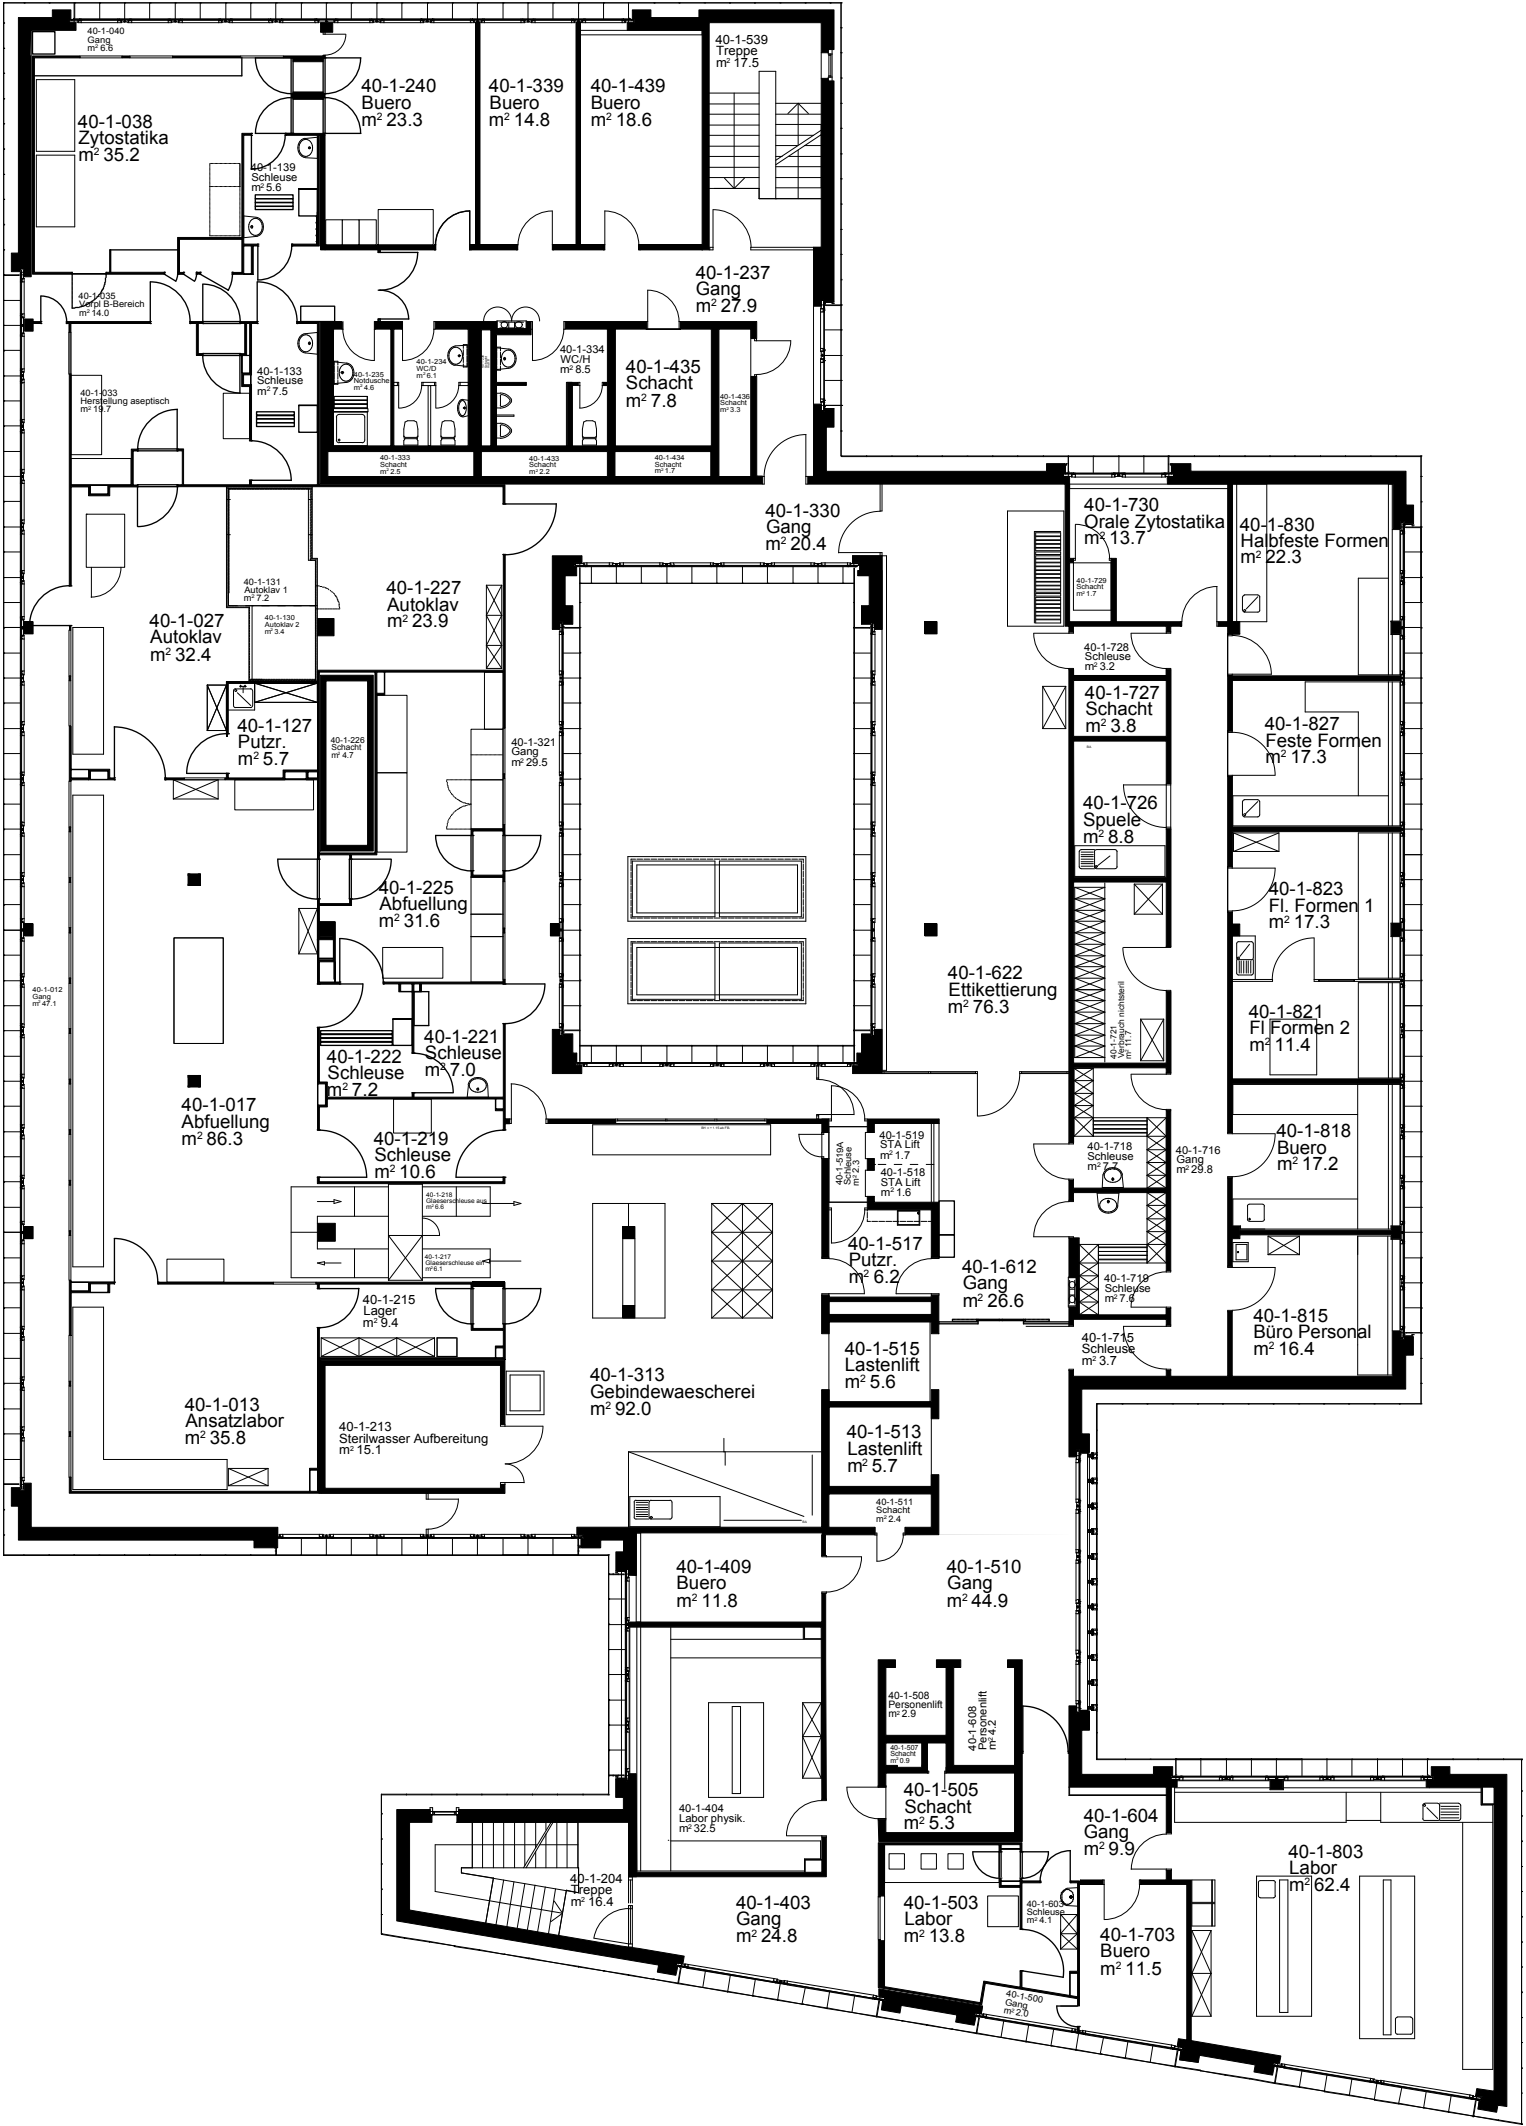 40-1-040
Gang
m² 6.6
40-1-240
Buero
m² 23.3
40-1-339
Buero
m² 14.8
40-1-439
Buero
m² 18.6
40-1-539
Treppe
m² 17.5
40-1-038
Zytostatika
m² 35.2
40-1-139
Schleuse
m² 5.6
40-1-237
Gang
m² 27.9
40-1-035
Vorpl B-Bereich
m² 14.0
40-1-033
Herstellung aseptisch
m² 19.7
40-1-133
Schleuse
m² 7.5
40-1-235
Notdusche
m² 4.6
40-1-234
WC/D
m² 6.1
40-1-334
WC/H
m² 8.5
40-1-435
Schacht
m² 7.8
40-1-436
Schacht
m² 3.3
40-1-333
Schacht
m² 2.5
40-1-433
Schacht
m² 2.2
40-1-434
Schacht
m² 1.7
40-1-330
Gang
m² 20.4
40-1-730
Orale Zytostatika
m² 13.7
40-1-830
Halbfeste Formen
m² 22.3
40-1-729
Schacht
m² 1.7
40-1-131
Autoklav 1
m² 7.2
40-1-130
Autoklav 2
m² 3.4
40-1-227
Autoklav
m² 23.9
40-1-027
Autoklav
m² 32.4
40-1-728
Schleuse
m² 3.2
40-1-727
Schacht
m² 3.8
40-1-127
Putzr.
m² 5.7
40-1-226
Schacht
m² 4.7
40-1-321
Gang
m² 29.5
40-1-827
Feste Formen
m² 17.3
40-1-726
Spuele
m² 8.8
40-1-225
Abfuellung
m² 31.6
40-1-823
Fl. Formen 1
m² 17.3
40-1-012
Gang
m² 47.1
40-1-622
Ettikettierung
m² 76.3
40-1-721
Verbrauch nichtsteril
m² 11.7
40-1-821
Fl Formen 2
m² 11.4
40-1-221
Schleuse
m² 7.0
40-1-222
Schleuse
m² 7.2
40-1-017
Abfuellung
m² 86.3
40-1-219
Schleuse
m² 10.6
40-1-519A
Schleuse
m² 2.3
40-1-519
STA Lift
m² 1.7
40-1-518
STA Lift
m² 1.6
40-1-718
Schleuse
m² 7.7
40-1-716
Gang
m² 29.8
40-1-818
Buero
m² 17.2
40-1-218
Glaeserschleuse aus
m² 6.6
40-1-217
Glaeserschleuse ein
m² 6.1
40-1-517
Putzr.
m² 6.2
40-1-612
Gang
m² 26.6
40-1-719
Schleuse
m² 7.6
40-1-215
Lager
m² 9.4
40-1-815
Büro Personal
m² 16.4
40-1-715
Schleuse
m² 3.7
40-1-515
Lastenlift
m² 5.6
40-1-313
Gebindewaescherei
m² 92.0
40-1-013
Ansatzlabor
m² 35.8
40-1-213
Sterilwasser Aufbereitung
m² 15.1
40-1-513
Lastenlift
m² 5.7
40-1-511
Schacht
m² 2.4
40-1-409
Buero
m² 11.8
40-1-510
Gang
m² 44.9
40-1-508
Personenlift
m² 2.9
40-1-608
Personenlift
m² 4.2
40-1-507
Schacht
m² 0.9
40-1-505
Schacht
m² 5.3
40-1-404
Labor physik.
m² 32.5
40-1-604
Gang
m² 9.9
40-1-803
Labor
m² 62.4
40-1-204
Treppe
m² 16.4
40-1-403
Gang
m² 24.8
40-1-503
Labor
m² 13.8
40-1-603
Schleuse
m² 4.1
40-1-703
Buero
m² 11.5
40-1-500
Gang
m² 2.0